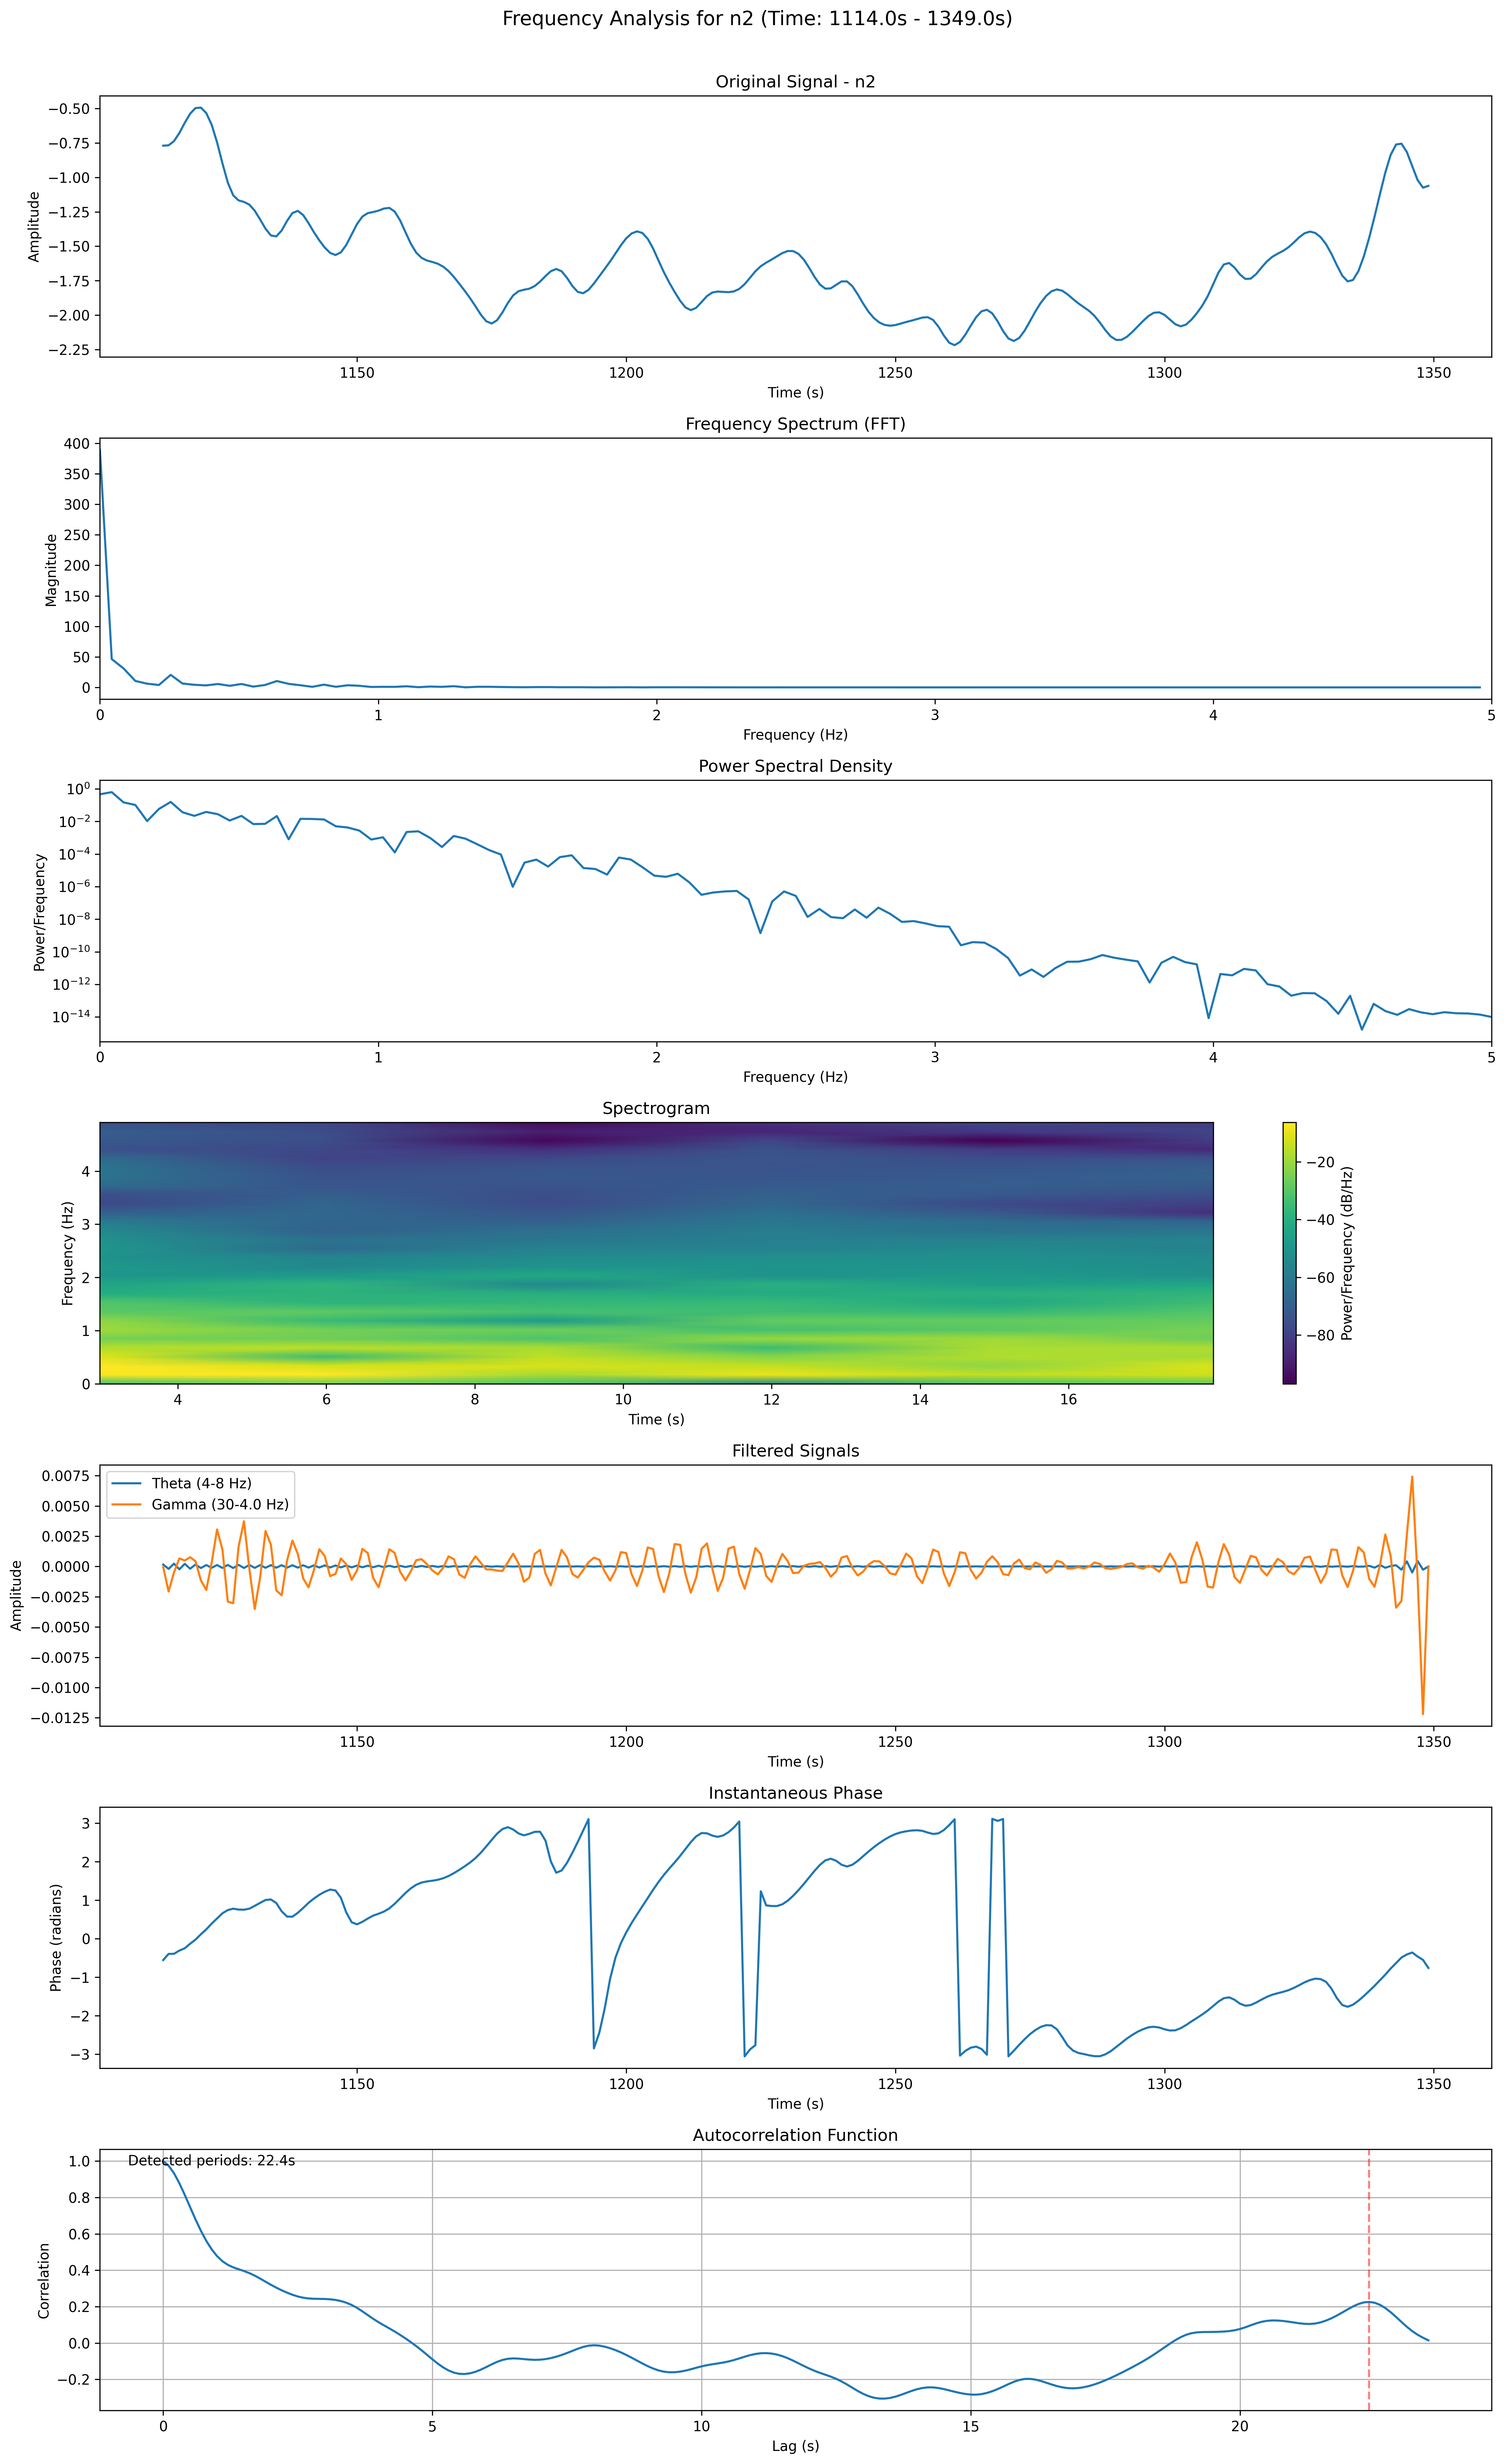 Frequency Analysis for n2 (Time: 1114.0s - 1349.0s)
Original Signal - n2
−0.50
−0.75
−1.00
−1.25
−1.50
−1.75
−2.00
−2.25
Amplitude
1150 1200 1250 1300 1350
Time (s)
Frequency Spectrum (FFT)
400
350
300
250
200
150
100
50
0
Magnitude
0 1 2 3 4 5
Frequency (Hz)
Power Spectral Density
10⁰
10⁻²
10⁻⁴
10⁻⁶
10⁻⁸
10⁻¹⁰
10⁻¹²
10⁻¹⁴
Power/Frequency
0 1 2 3 4 5
Frequency (Hz)
Spectrogram
4
3
2
1
0
Frequency (Hz)
4 6 8 10 12 14 16
Time (s)
−20
−40
−60
−80
Power/Frequency (dB/Hz)
Filtered Signals
Theta (4-8 Hz)
Gamma (30-4.0 Hz)
0.0075
0.0050
0.0025
0.0000
−0.0025
−0.0050
−0.0075
−0.0100
−0.0125
Amplitude
1150 1200 1250 1300 1350
Time (s)
Instantaneous Phase
3
2
1
0
−1
−2
−3
Phase (radians)
1150 1200 1250 1300 1350
Time (s)
Autocorrelation Function
Detected periods: 22.4s
1.0
0.8
0.6
0.4
0.2
0.0
−0.2
Correlation
0 5 10 15 20
Lag (s)